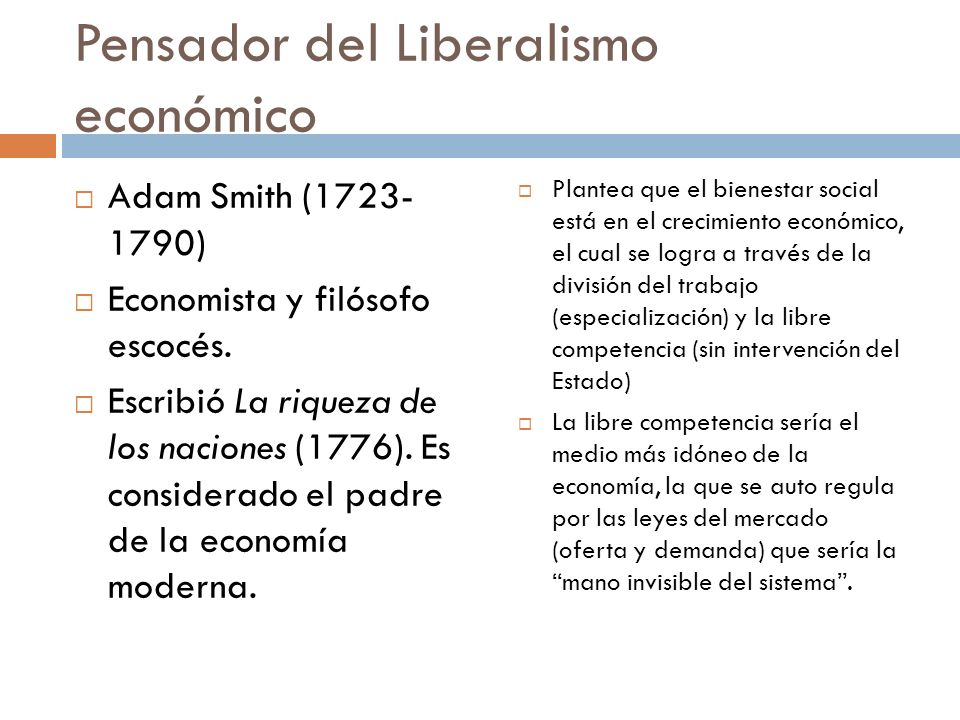 Pensador del Liberalismo
económico
Adam Smith (1723-
1790)
Economista y filósofo
escocés.
Escribió La riqueza de
los naciones (1776). Es
considerado el padre
de la economía
moderna.
Plantea que el bienestar social
está en el crecimiento económico,
el cual se logra a través de la
división del trabajo
(especialización) y la libre
competencia (sin intervención del
Estado)
La libre competencia sería el
medio más idóneo de la
economía, la que se auto regula
por las leyes del mercado
(oferta y demanda) que sería la
“mano invisible del sistema”.